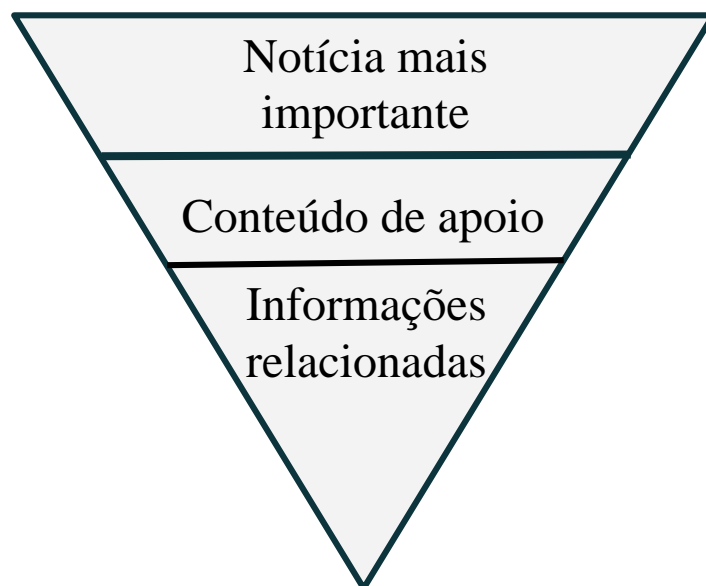 Notícia mais
importante
Conteúdo de apoio
Informações
relacionadas